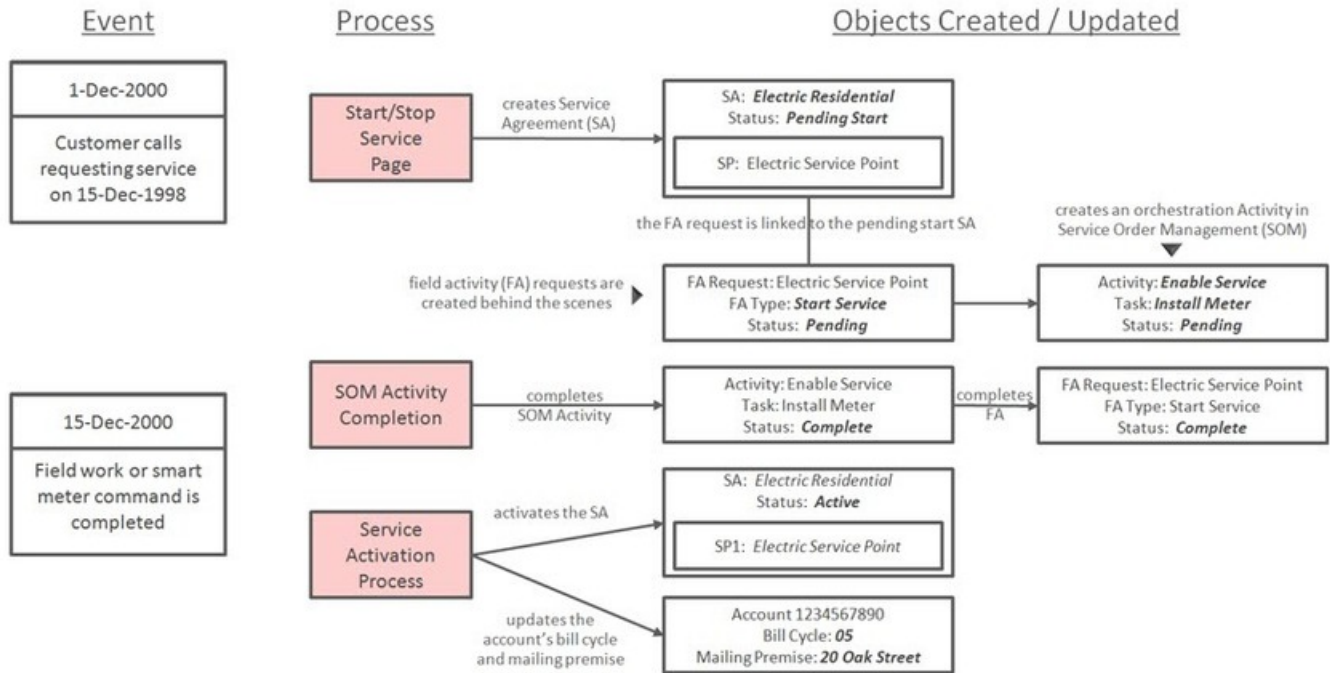 Event
Process
Objects Created / Updated
1-Dec-2000
Customer calls
requesting service
on 15-Dec-1998
Start/Stop
Service
Page
creates Service
Agreement (SA)
SA: Electric Residential
Status: Pending Start
SP: Electric Service Point
the FA request is linked to the pending start SA
creates an orchestration Activity in
Service Order Management (SOM)
field activity (FA) requests are
created behind the scenes
FA Request: Electric Service Point
FA Type: Start Service
Status: Pending
Activity: Enable Service
Task: Install Meter
Status: Pending
15-Dec-2000
Field work or smart
meter command is
completed
SOM Activity
Completion
completes
SOM Activity
Activity: Enable Service
Task: Install Meter
Status: Complete
completes
FA
FA Request: Electric Service Point
FA Type: Start Service
Status: Complete
Service
Activation
Process
activates the SA
SA: Electric Residential
Status: Active
SP1: Electric Service Point
updates the
account's bill cycle
and mailing premise
Account 1234567890
Bill Cycle: 05
Mailing Premise: 20 Oak Street